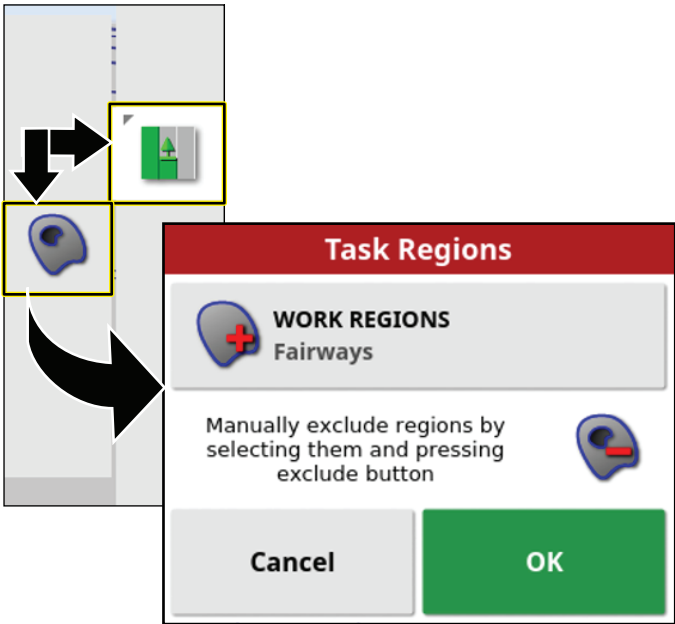 Task Regions
WORK REGIONS
Fairways
Manually exclude regions by
selecting them and pressing
exclude button
Cancel
OK